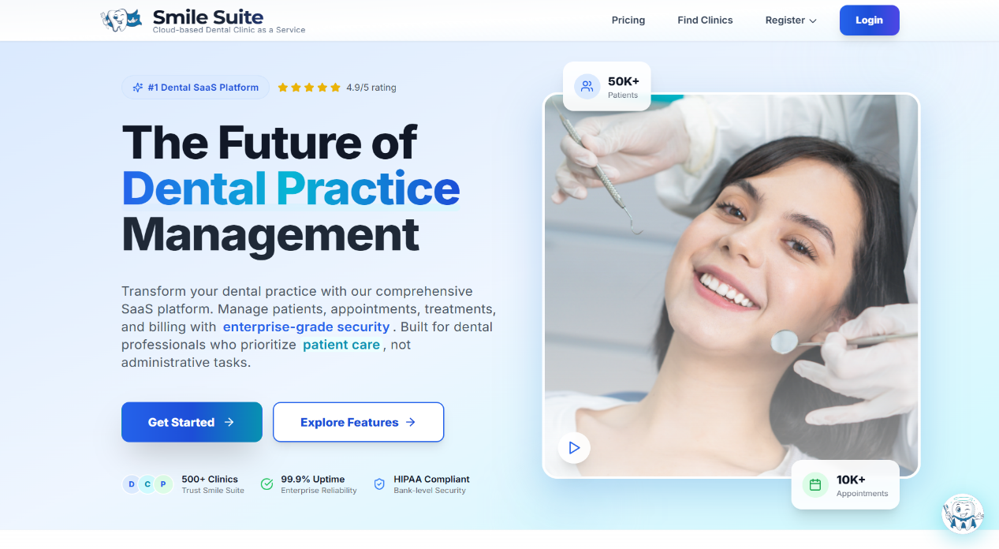 Smile Suite
Cloud-based Dental Clinic as a Service
Pricing
Find Clinics
Register
Login
#1 Dental SaaS Platform
4.9/5 rating
The Future of
Dental Practice
Management
Transform your dental practice with our comprehensive
SaaS platform. Manage patients, appointments, treatments,
and billing with enterprise-grade security . Built for dental
professionals who prioritize patient care , not
administrative tasks.
Get Started
Explore Features
D C P
500+ Clinics
Trust Smile Suite
99.9% Uptime
Enterprise Reliability
HIPAA Compliant
Bank-level Security
50K+
Patients
10K+
Appointments